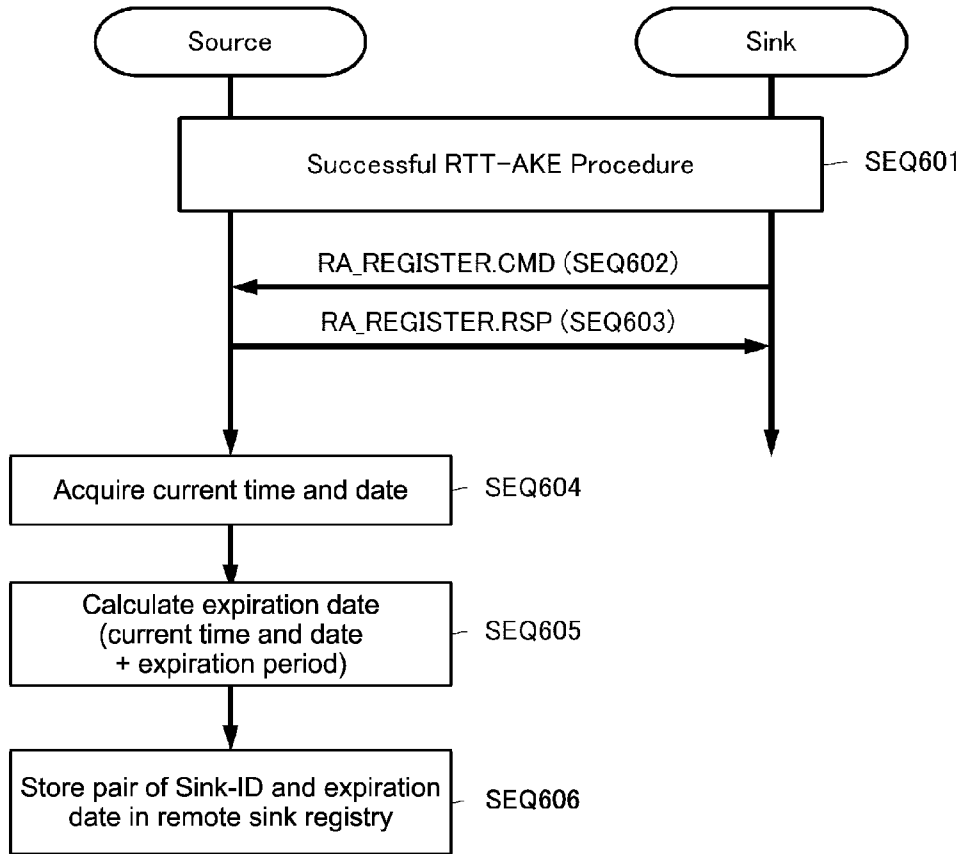 Source
Sink
Successful RTT-AKE Procedure
SEQ601
RA_REGISTER.CMD (SEQ602)
RA_REGISTER.RSP (SEQ603)
Acquire current time and date
SEQ604
Calculate expiration date
(current time and date
+ expiration period)
SEQ605
Store pair of Sink-ID and expiration
date in remote sink registry
SEQ606